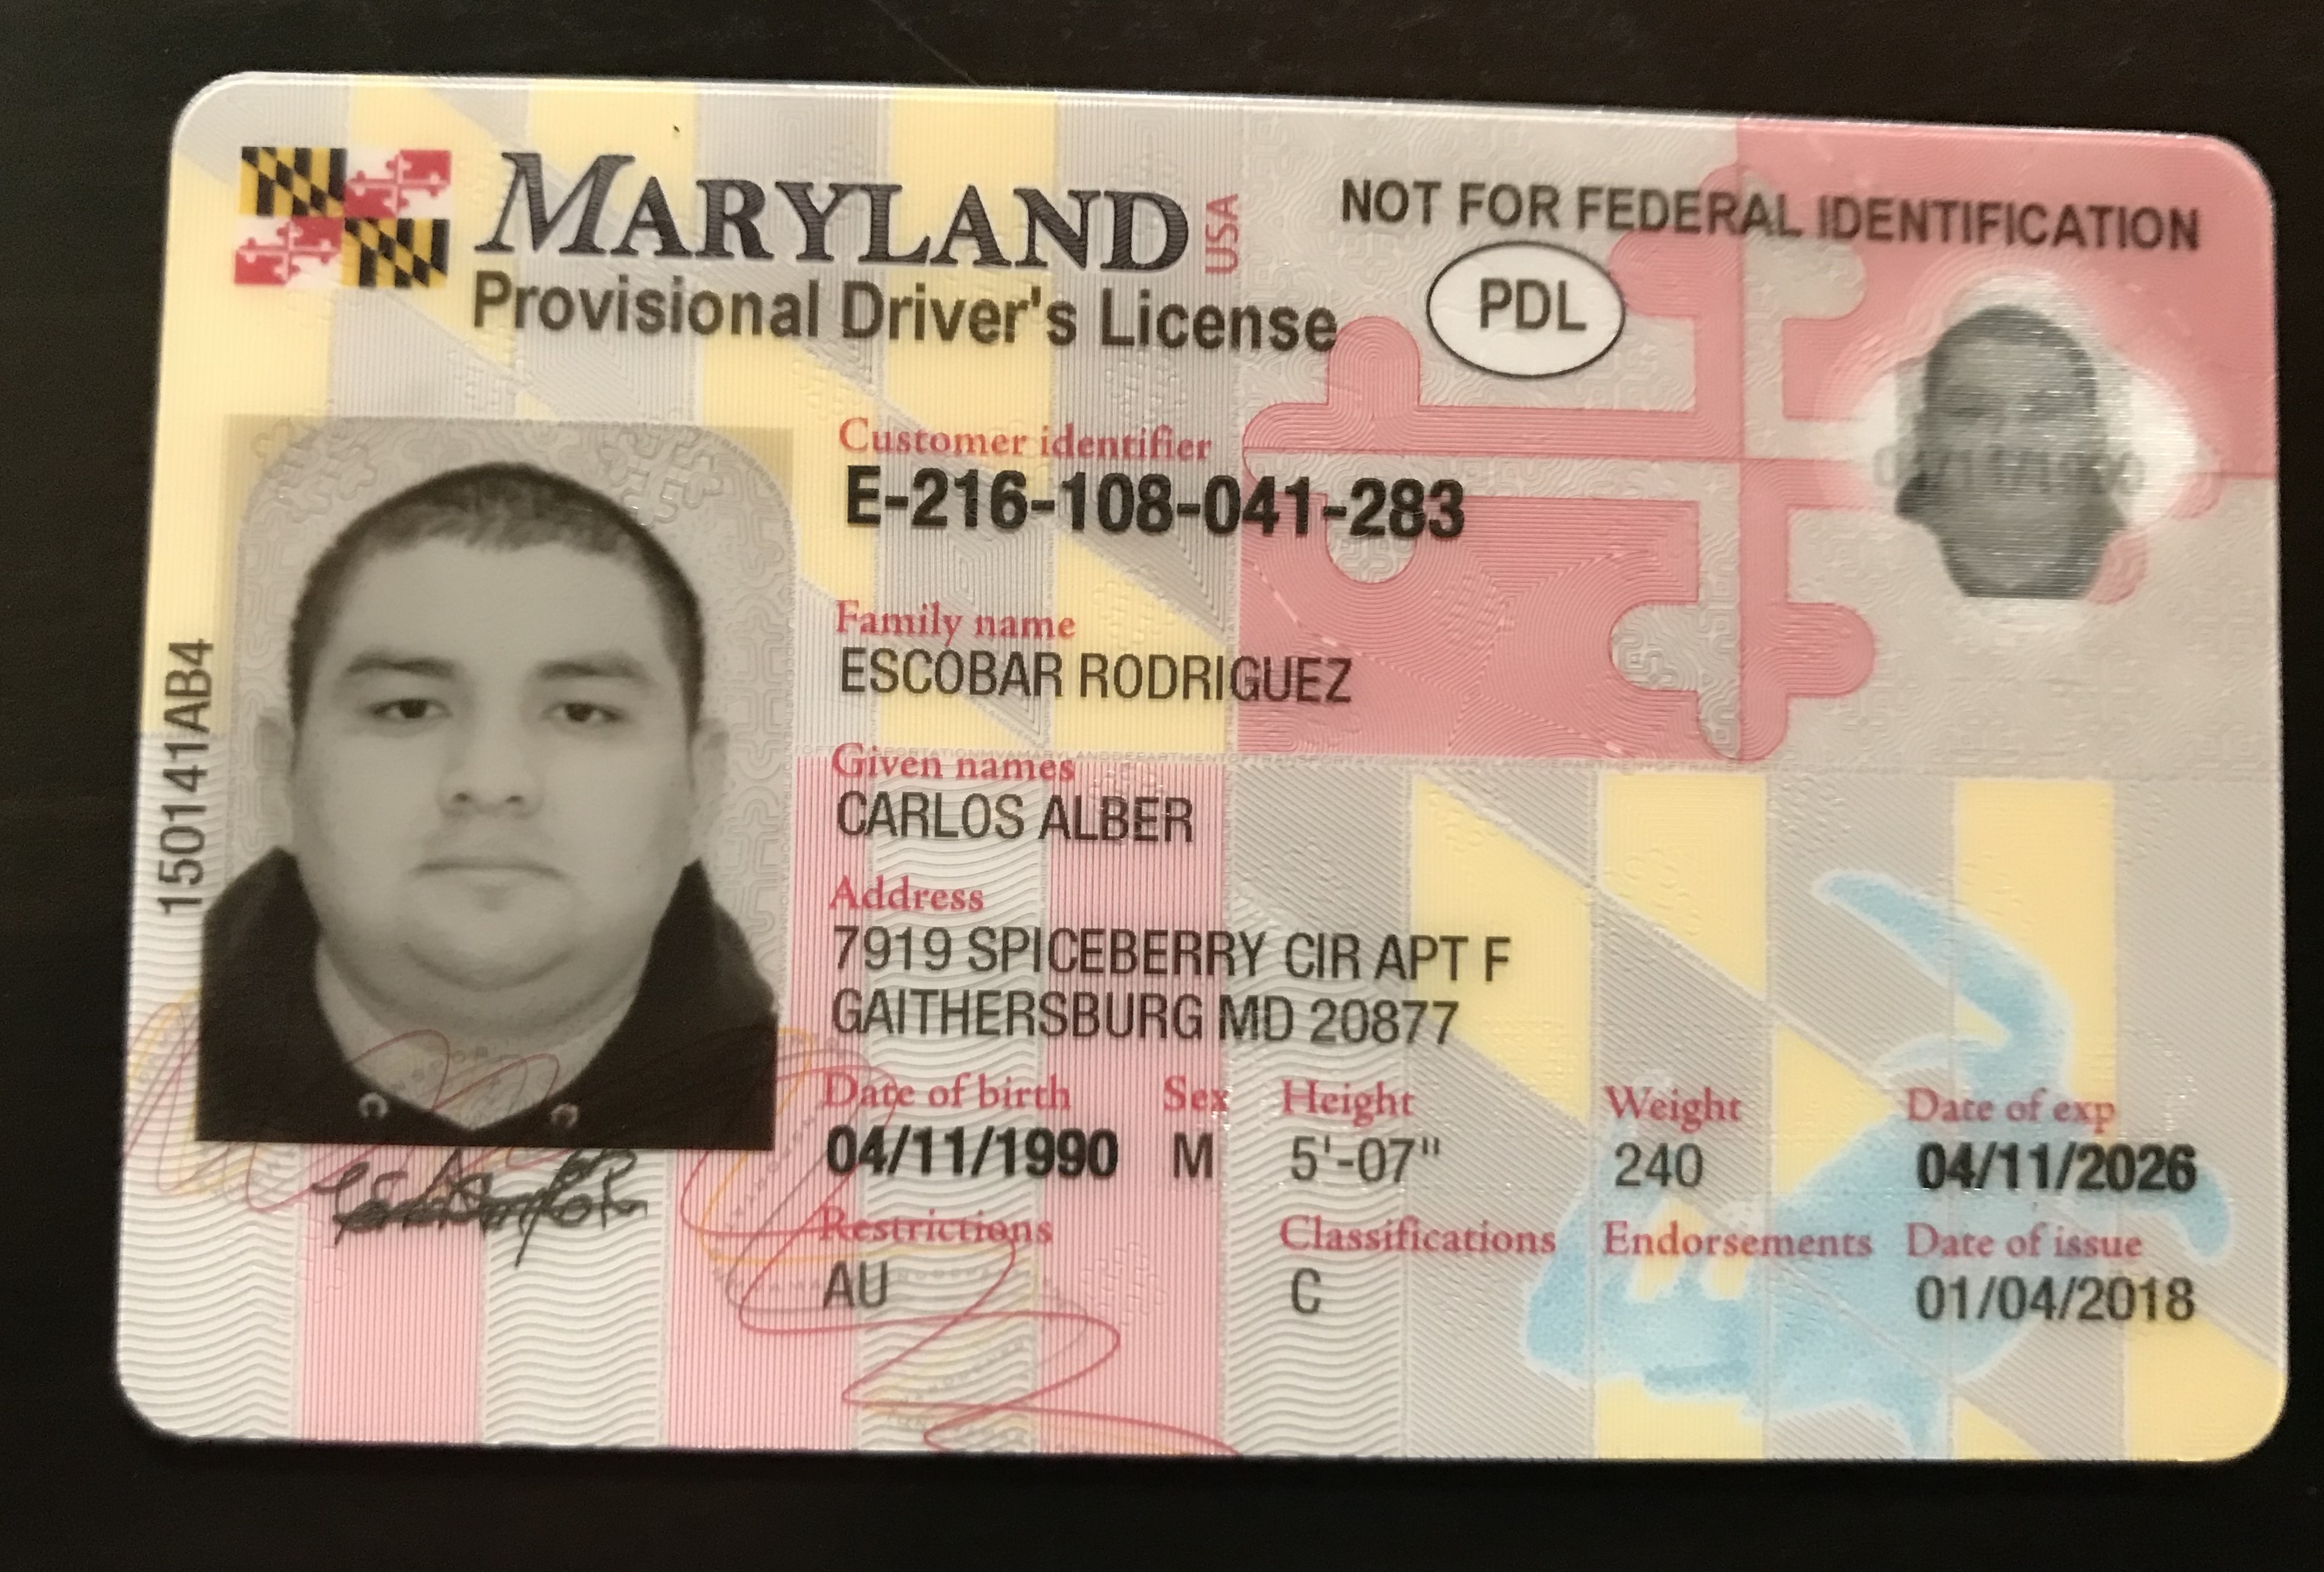 MARYLAND USA
Provisional Driver's License
NOT FOR FEDERAL IDENTIFICATION
PDL
Customer identifier
E-216-108-041-283
Family name
ESCOBAR RODRIGUEZ
Given names
CARLOS ALBER
Address
7919 SPICEBERRY CIR APT F
GAITHERSBURG MD 20877
Date of birth Sex Height Weight Date of exp
04/11/1990 M 5'-07" 240 04/11/2026
Restrictions Classifications Endorsements Date of issue
AU C 01/04/2018
150141AB4